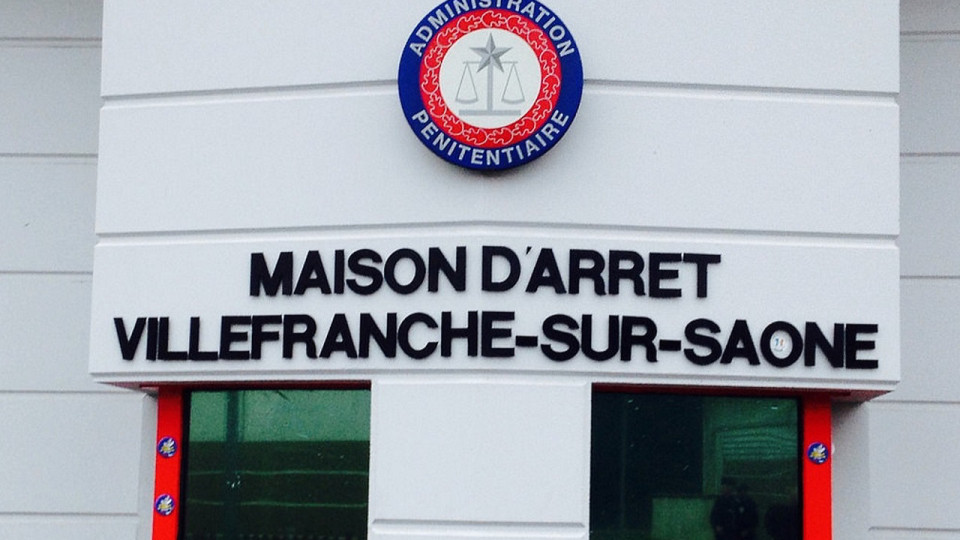 ADMINISTRATION
PENITENTIAIRE
MAISON D'ARRET
VILLEFRANCHE-SUR-SAONE